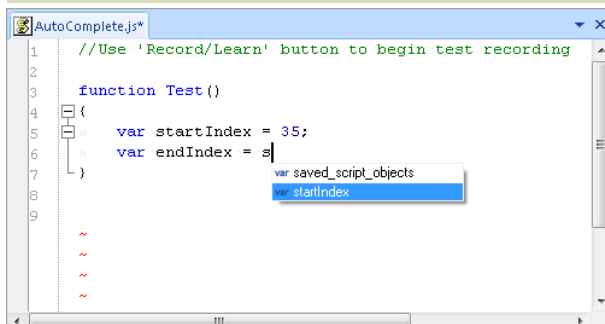 AutoComplete.js*
1 //Use 'Record/Learn' button to begin test recording
2
3 function Test()
4 {
5 » var startIndex = 35;
6 » var endIndex = s
var saved_script_objects
7 }
var startIndex
8
9
~
~
~
~